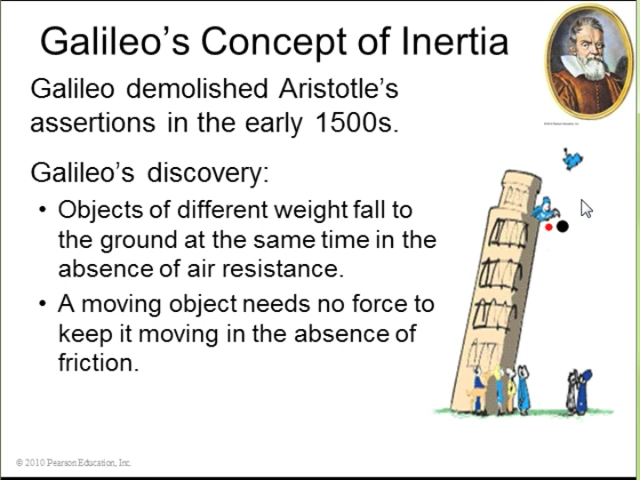 Galileo's Concept of Inertia
Galileo demolished Aristotle's
assertions in the early 1500s.
Galileo's discovery:
• Objects of different weight fall to
the ground at the same time in the
absence of air resistance.
• A moving object needs no force to
keep it moving in the absence of
friction.
© 2010 Pearson Education, Inc.